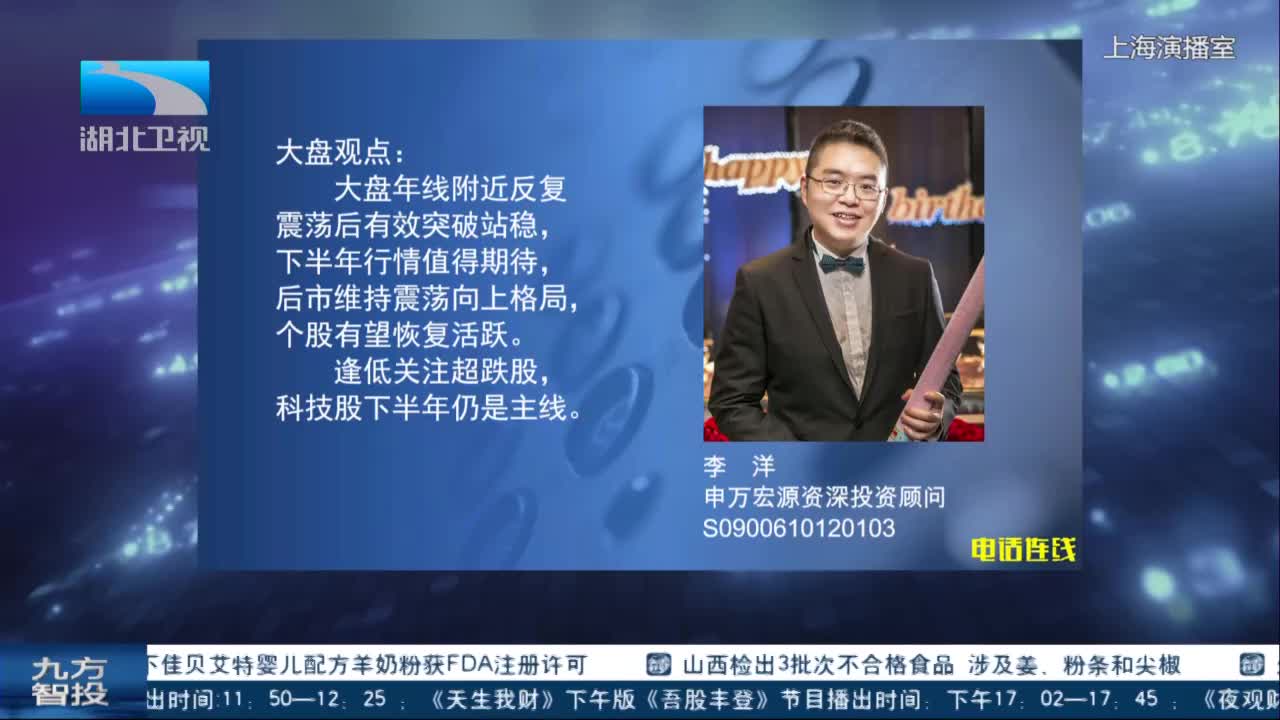 上海演播室
湖北卫视
大盘观点：
大盘年线附近反复
震荡后有效突破站稳，
下半年行情值得期待，
后市维持震荡向上格局，
个股有望恢复活跃。
逢低关注超跌股，
科技股下半年仍是主线。
happy
birth
李 洋
申万宏源资深投资顾问
S0900610120103
电话连线
九方
智投
下佳贝艾特婴儿配方羊奶粉获FDA注册许可 山西检出3批次不合格食品 涉及姜、粉条和尖椒
出时间：11：50—12：25；《天生我财》下午版《吾股丰登》节目播出时间：下午17：02—17：45；《夜观财